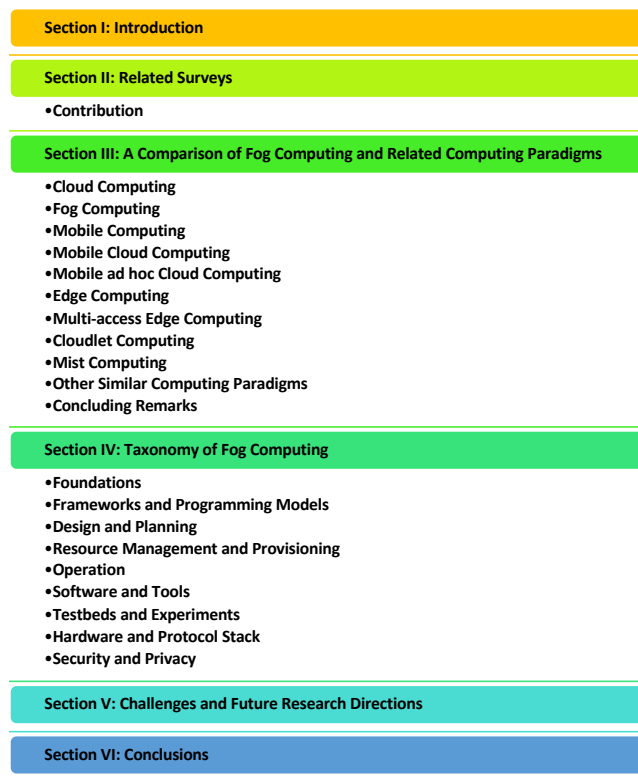 Section I: Introduction
Section II: Related Surveys
•Contribution
Section III: A Comparison of Fog Computing and Related Computing Paradigms
•Cloud Computing
•Fog Computing
•Mobile Computing
•Mobile Cloud Computing
•Mobile ad hoc Cloud Computing
•Edge Computing
•Multi-access Edge Computing
•Cloudlet Computing
•Mist Computing
•Other Similar Computing Paradigms
•Concluding Remarks
Section IV: Taxonomy of Fog Computing
•Foundations
•Frameworks and Programming Models
•Design and Planning
•Resource Management and Provisioning
•Operation
•Software and Tools
•Testbeds and Experiments
•Hardware and Protocol Stack
•Security and Privacy
Section V: Challenges and Future Research Directions
Section VI: Conclusions